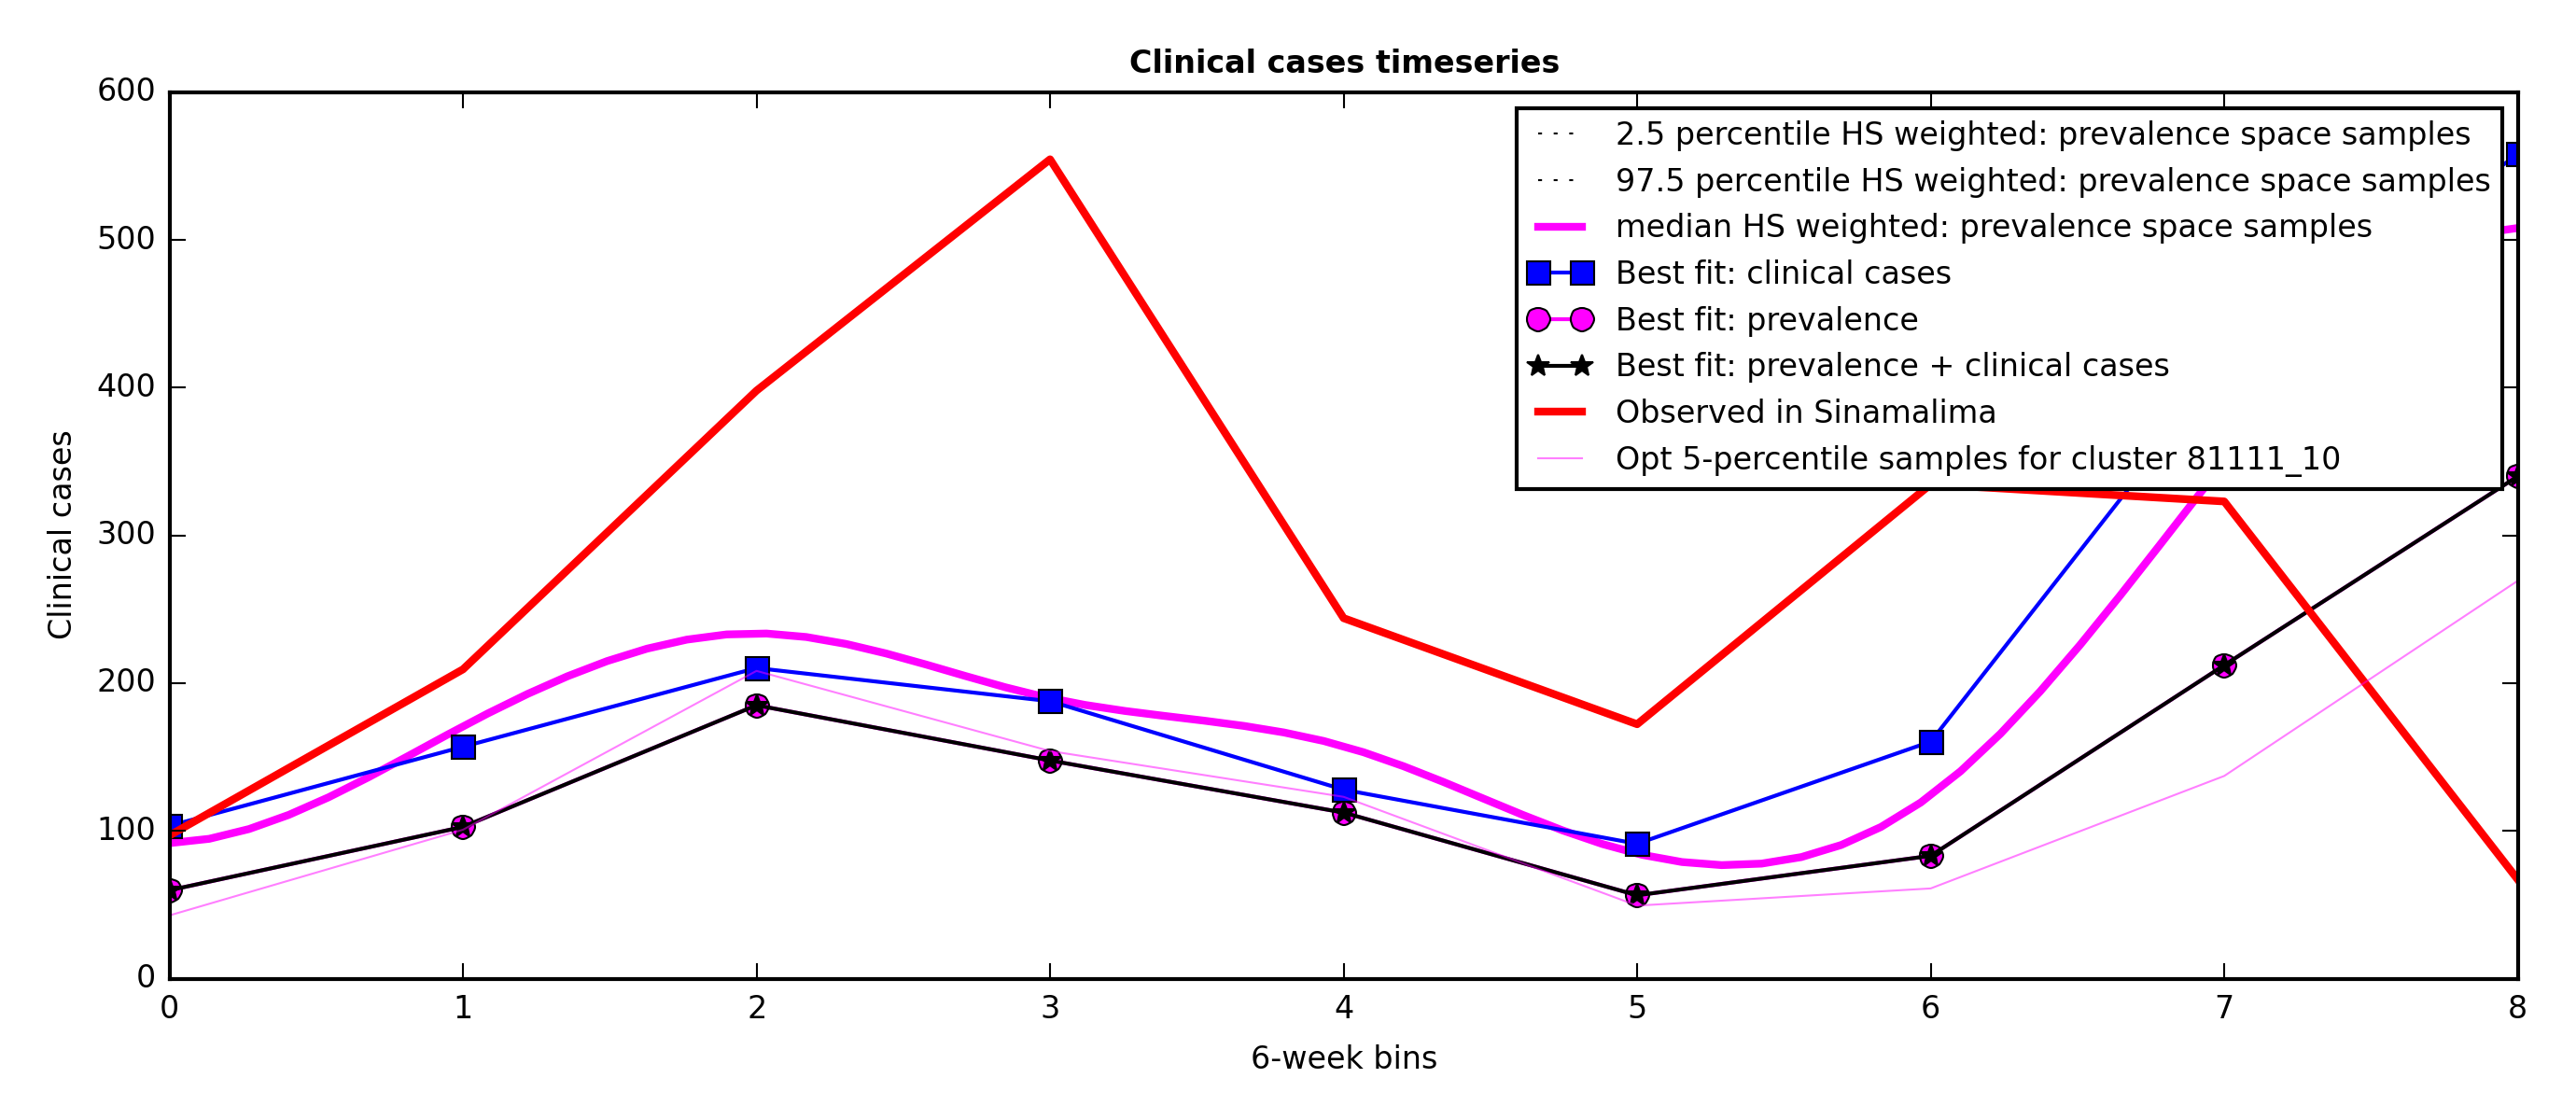 Clinical cases timeseries
600
500
400
300
200
100
0
Clinical cases
2.5 percentile HS weighted: prevalence space samples
97.5 percentile HS weighted: prevalence space samples
median HS weighted: prevalence space samples
Best fit: clinical cases
Best fit: prevalence
Best fit: prevalence + clinical cases
Observed in Sinamalima
Opt 5-percentile samples for cluster 81111_10
0 1 2 3 4 5 6 7 8
6-week bins